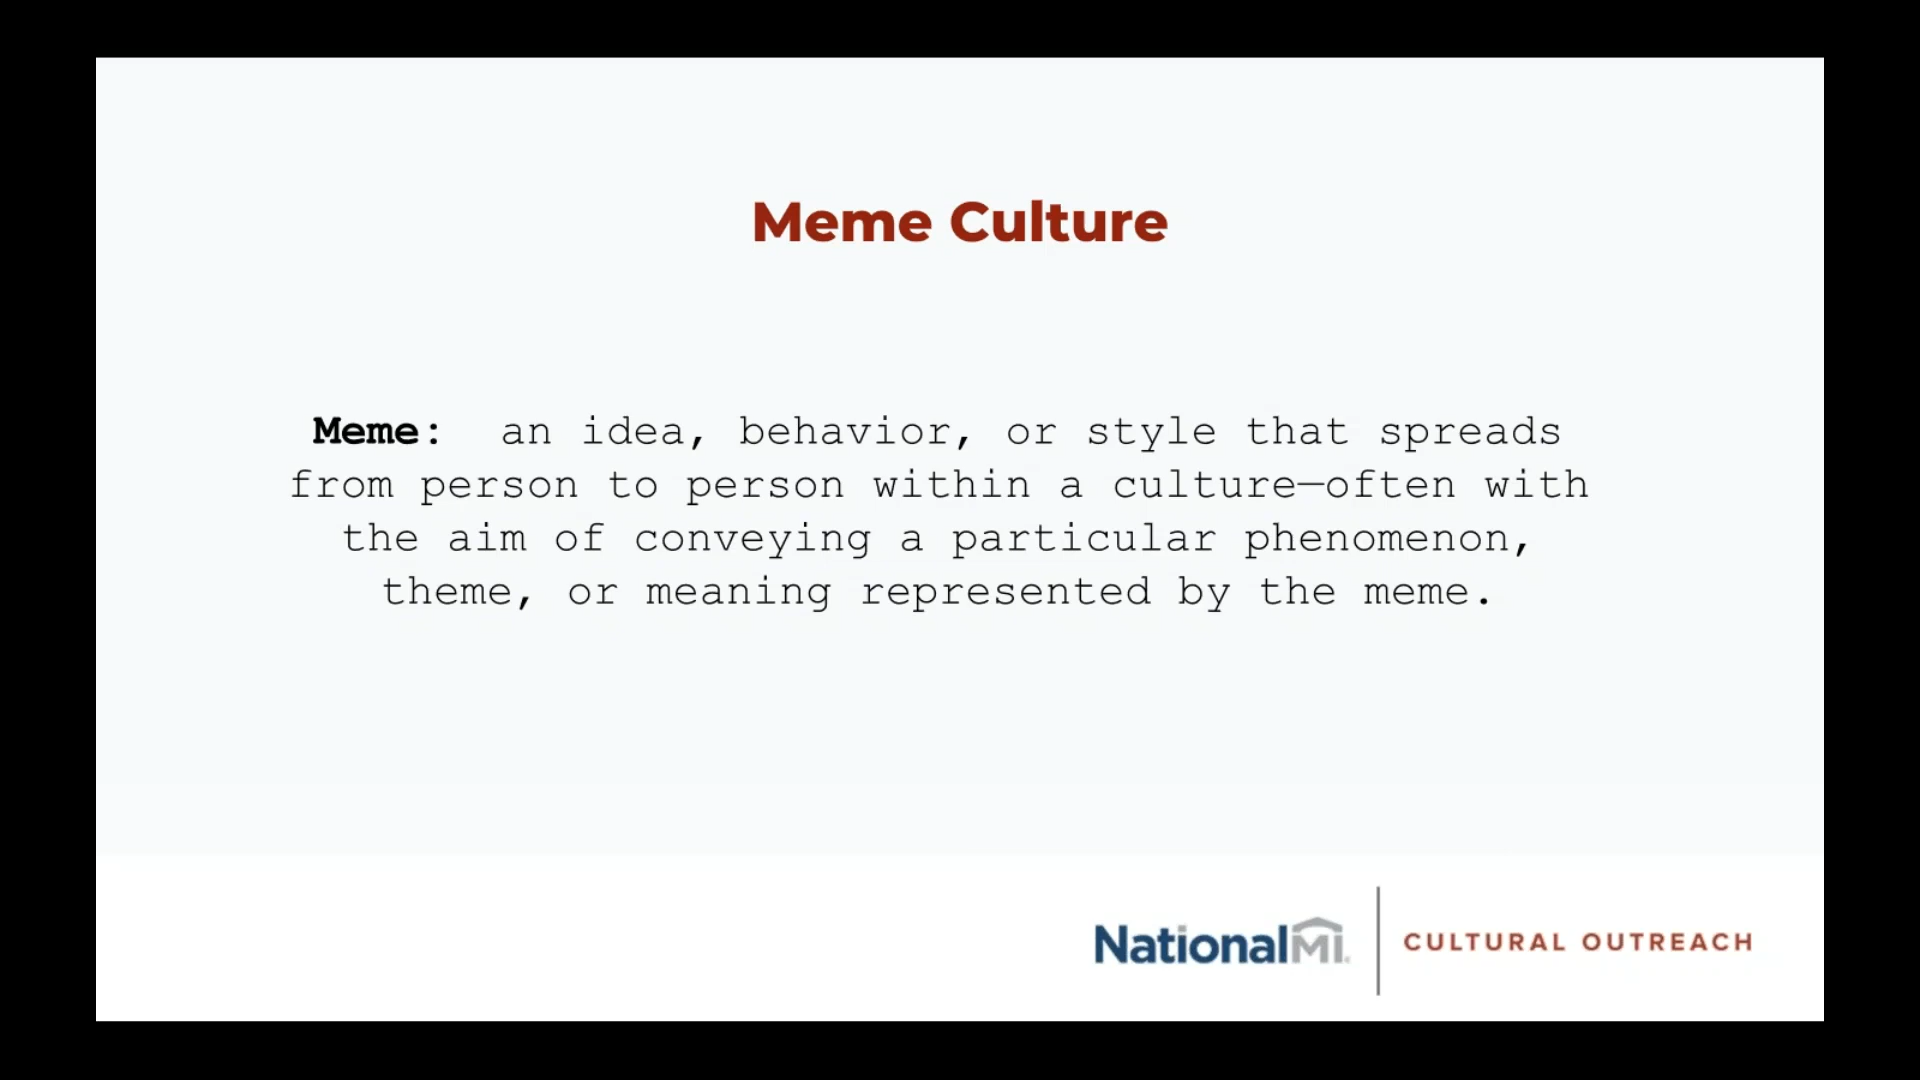 Meme Culture
Meme: an idea, behavior, or style that spreads
from person to person within a culture—often with
the aim of conveying a particular phenomenon,
theme, or meaning represented by the meme.
NationalMI. CULTURAL OUTREACH